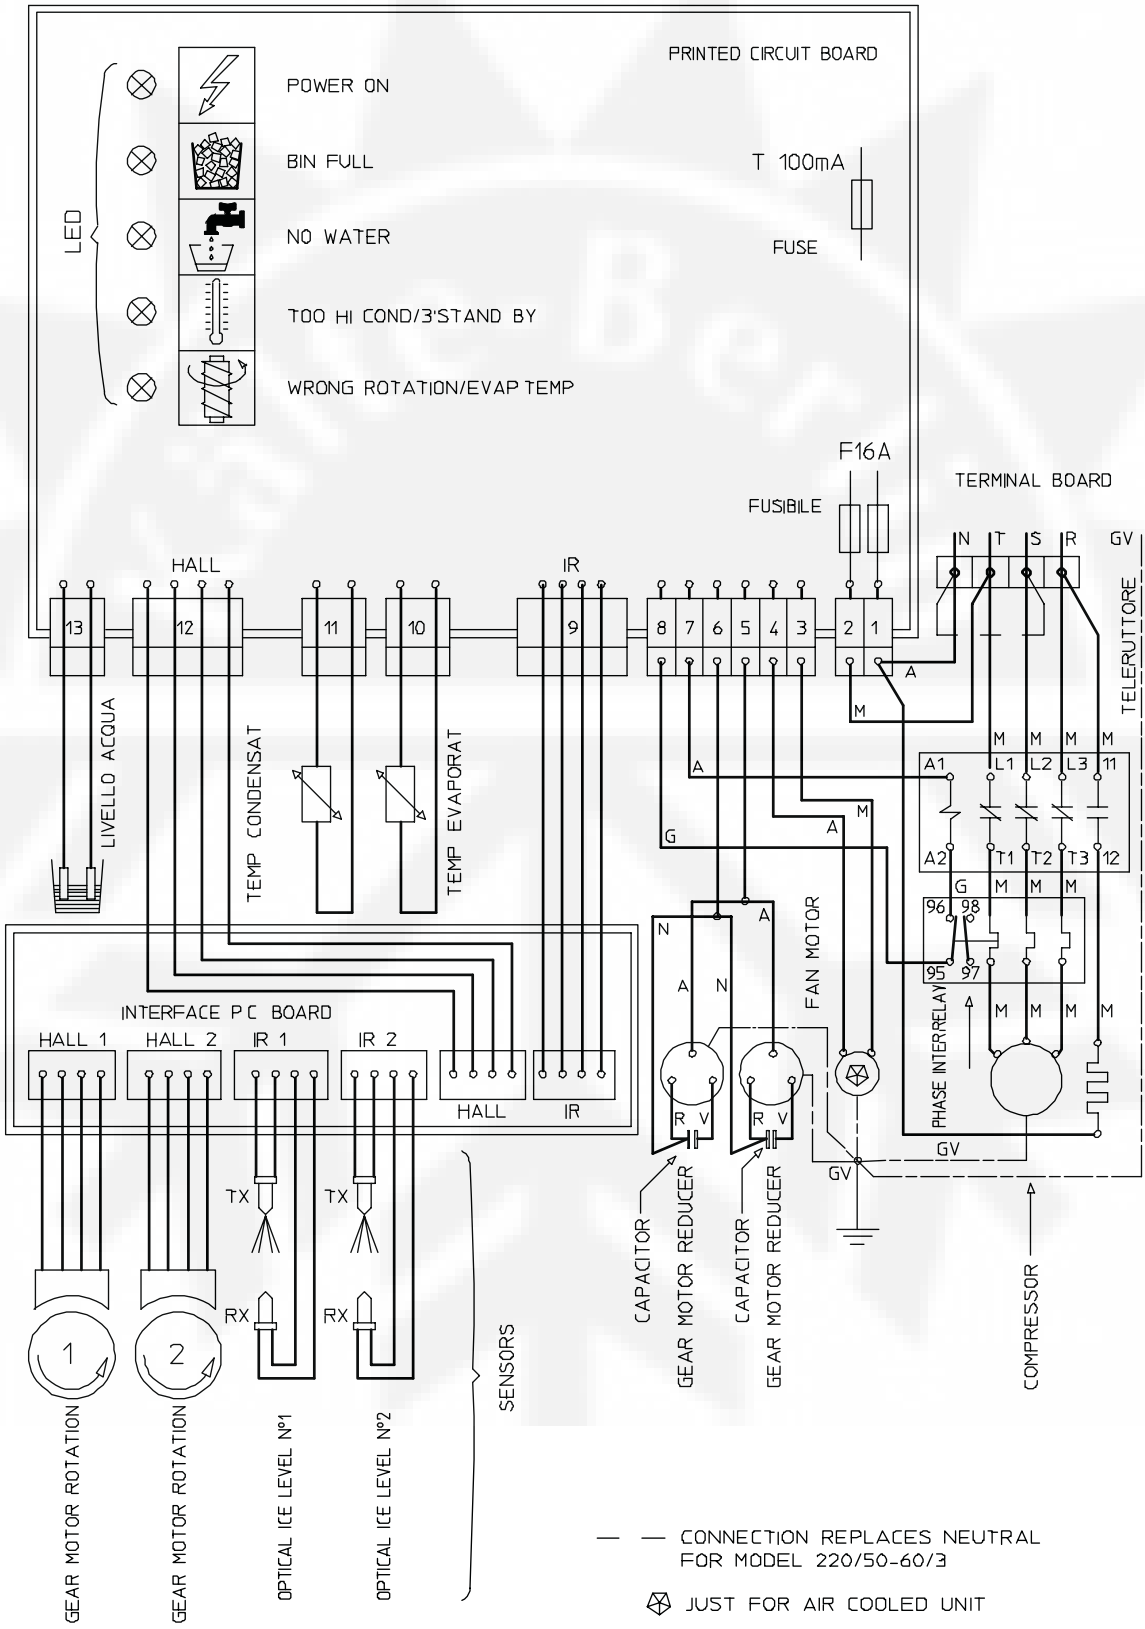 PRINTED CIRCUIT BOARD
POWER ON
BIN FULL
T 100mA
LED
NO WATER
FUSE
TOO HI COND/3'STAND BY
WRONG ROTATION/EVAP TEMP
F16A
TERMINAL BOARD
FUSIBILE
N T S R GV
HALL
IR
TELERUTTORE
13 12 11 10 9 8 7 6 5 4 3 2 1
A
M
LIVELLO ACQUA
TEMP CONDENSAT
TEMP EVAPORAT
M M M M
A
A1 L1 L2 L3 11
M
A
G
A2 T1 T2 T3 12
G M M M
FAN MOTOR
96 98
A
N
95 97
A N
PHASE INTERRELAY
M M M
INTERFACE P C BOARD
HALL 1 HALL 2 IR 1 IR 2
HALL
IR
R V
R V
GV
GV
TX TX
CAPACITOR
GEAR MOTOR REDUCER
CAPACITOR
GEAR MOTOR REDUCER
COMPRESSOR
RX RX
1 2
SENSORS
GEAR MOTOR ROTATION
GEAR MOTOR ROTATION
OPTICAL ICE LEVEL Nº1
OPTICAL ICE LEVEL Nº2
CONNECTION REPLACES NEUTRAL
FOR MODEL 220/50-60/3
JUST FOR AIR COOLED UNIT